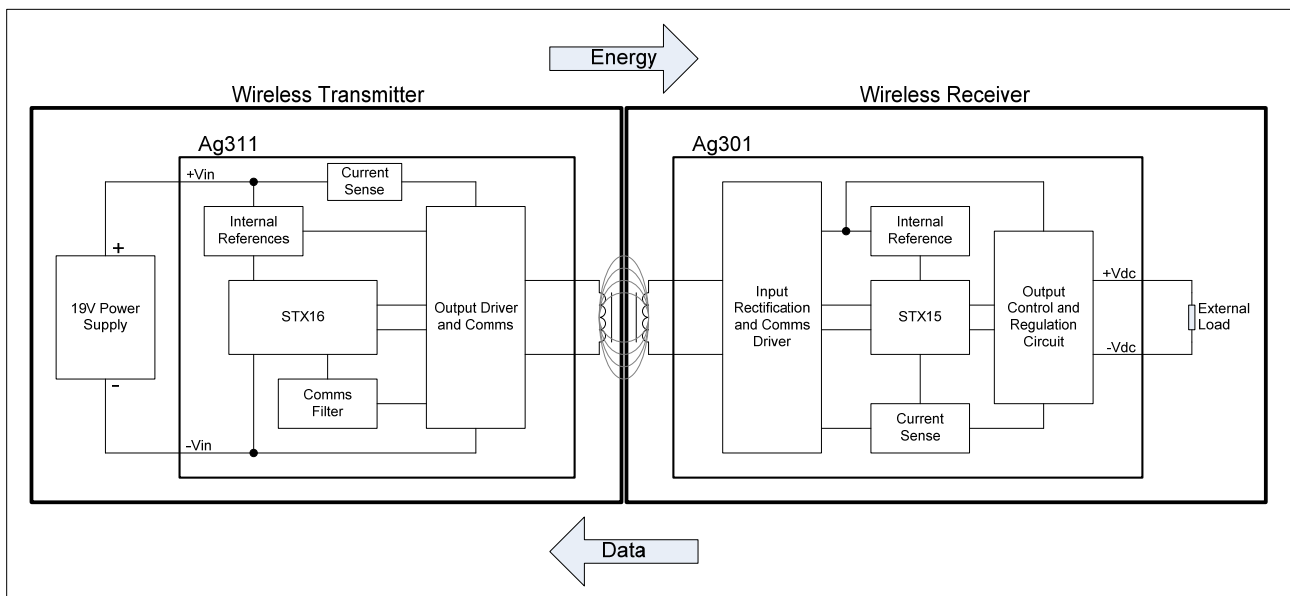 Energy
Wireless Transmitter
Wireless Receiver
Ag311
Ag301
+Vin
Current
Sense
Internal
References
+
19V Power
Supply
-
STX16
Output Driver
and Comms
Comms
Filter
-Vin
Input
Rectification
and Comms
Driver
Internal
Reference
STX15
Current
Sense
Output
Control and
Regulation
Circuit
+Vdc
-Vdc
External
Load
Data